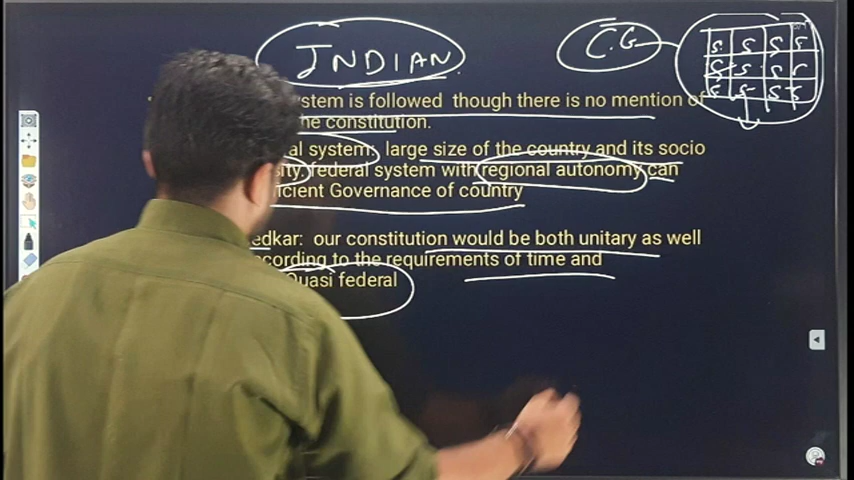 INDIAN
C.G
S S S S
S S S S
S S S S
stem is followed though there is no mention of
he constitution.
al system: large size of the country and its socio
sity. federal system with regional autonomy can
icient Governance of country
edkar: our constitution would be both unitary as well
ccording to the requirements of time and
Quasi federal